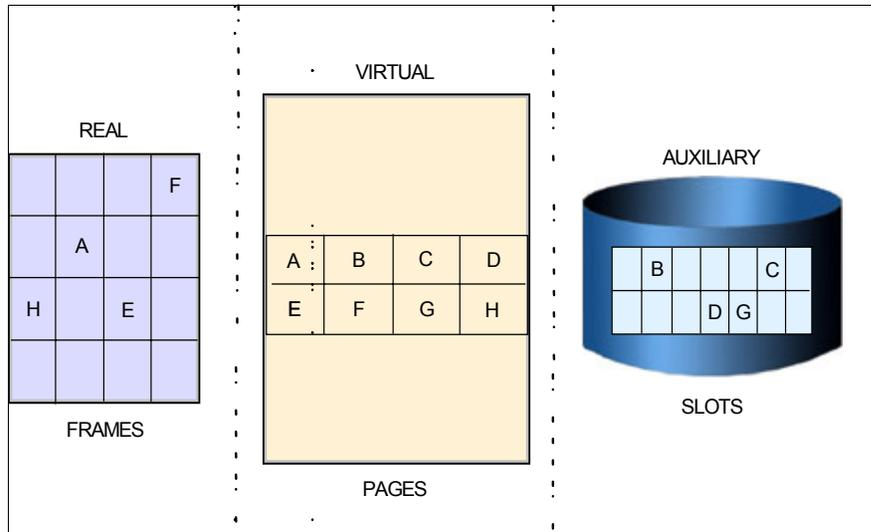 REAL
F
A
H E
FRAMES
VIRTUAL
A B C D
E F G H
PAGES
AUXILIARY
B C
D G
SLOTS